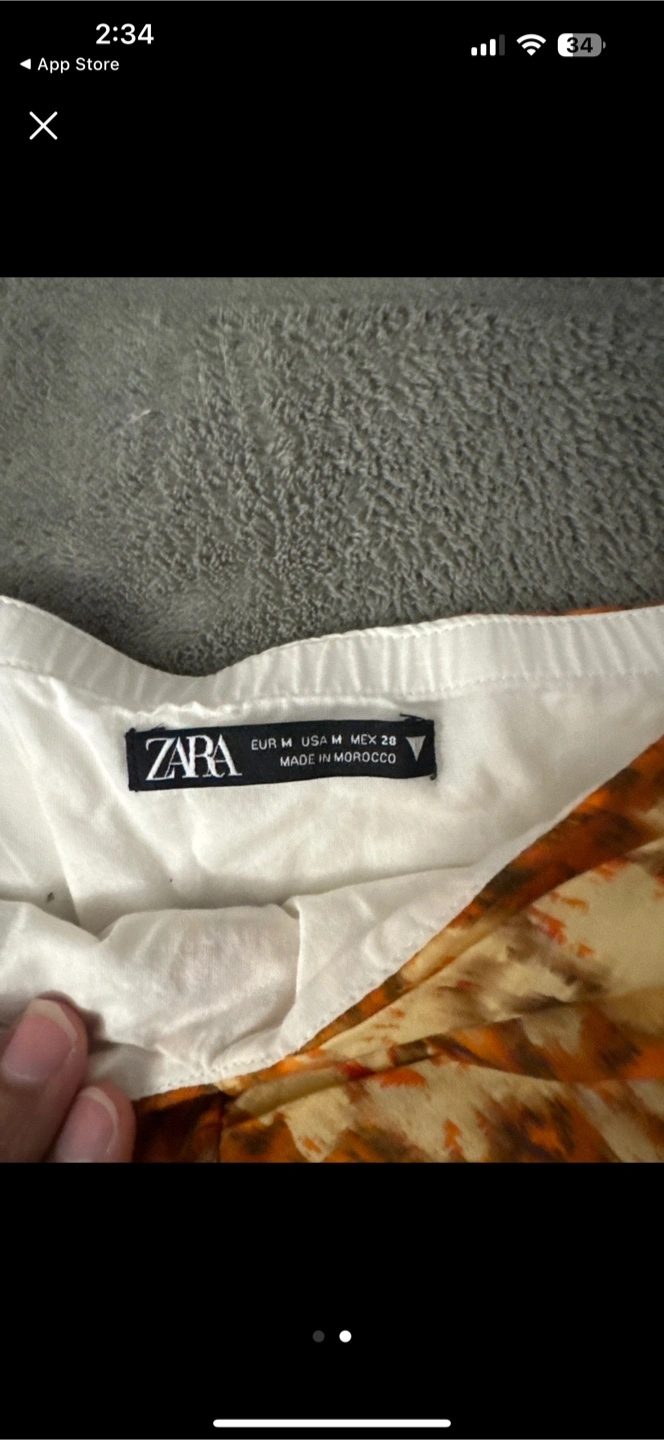 2:34
34
◀ App Store
ZARA
EUR M USA M MEX 28
MADE IN MOROCCO